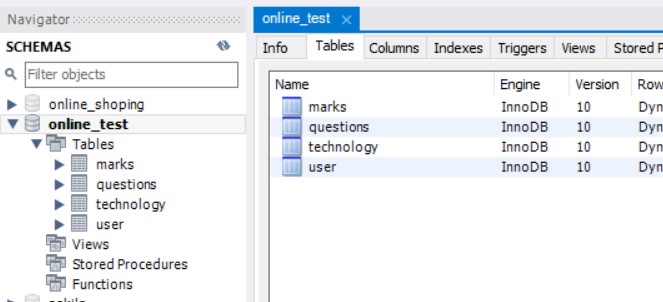 Navigator
SCHEMAS
Filter objects
online_shoping
online_test
Tables
marks
questions
technology
user
Views
Stored Procedures
Functions
online_test
Info Tables Columns Indexes Triggers Views Stored P
Name Engine Version Row
marks InnoDB 10 Dyn
questions InnoDB 10 Dyn
technology InnoDB 10 Dyn
user InnoDB 10 Dyn